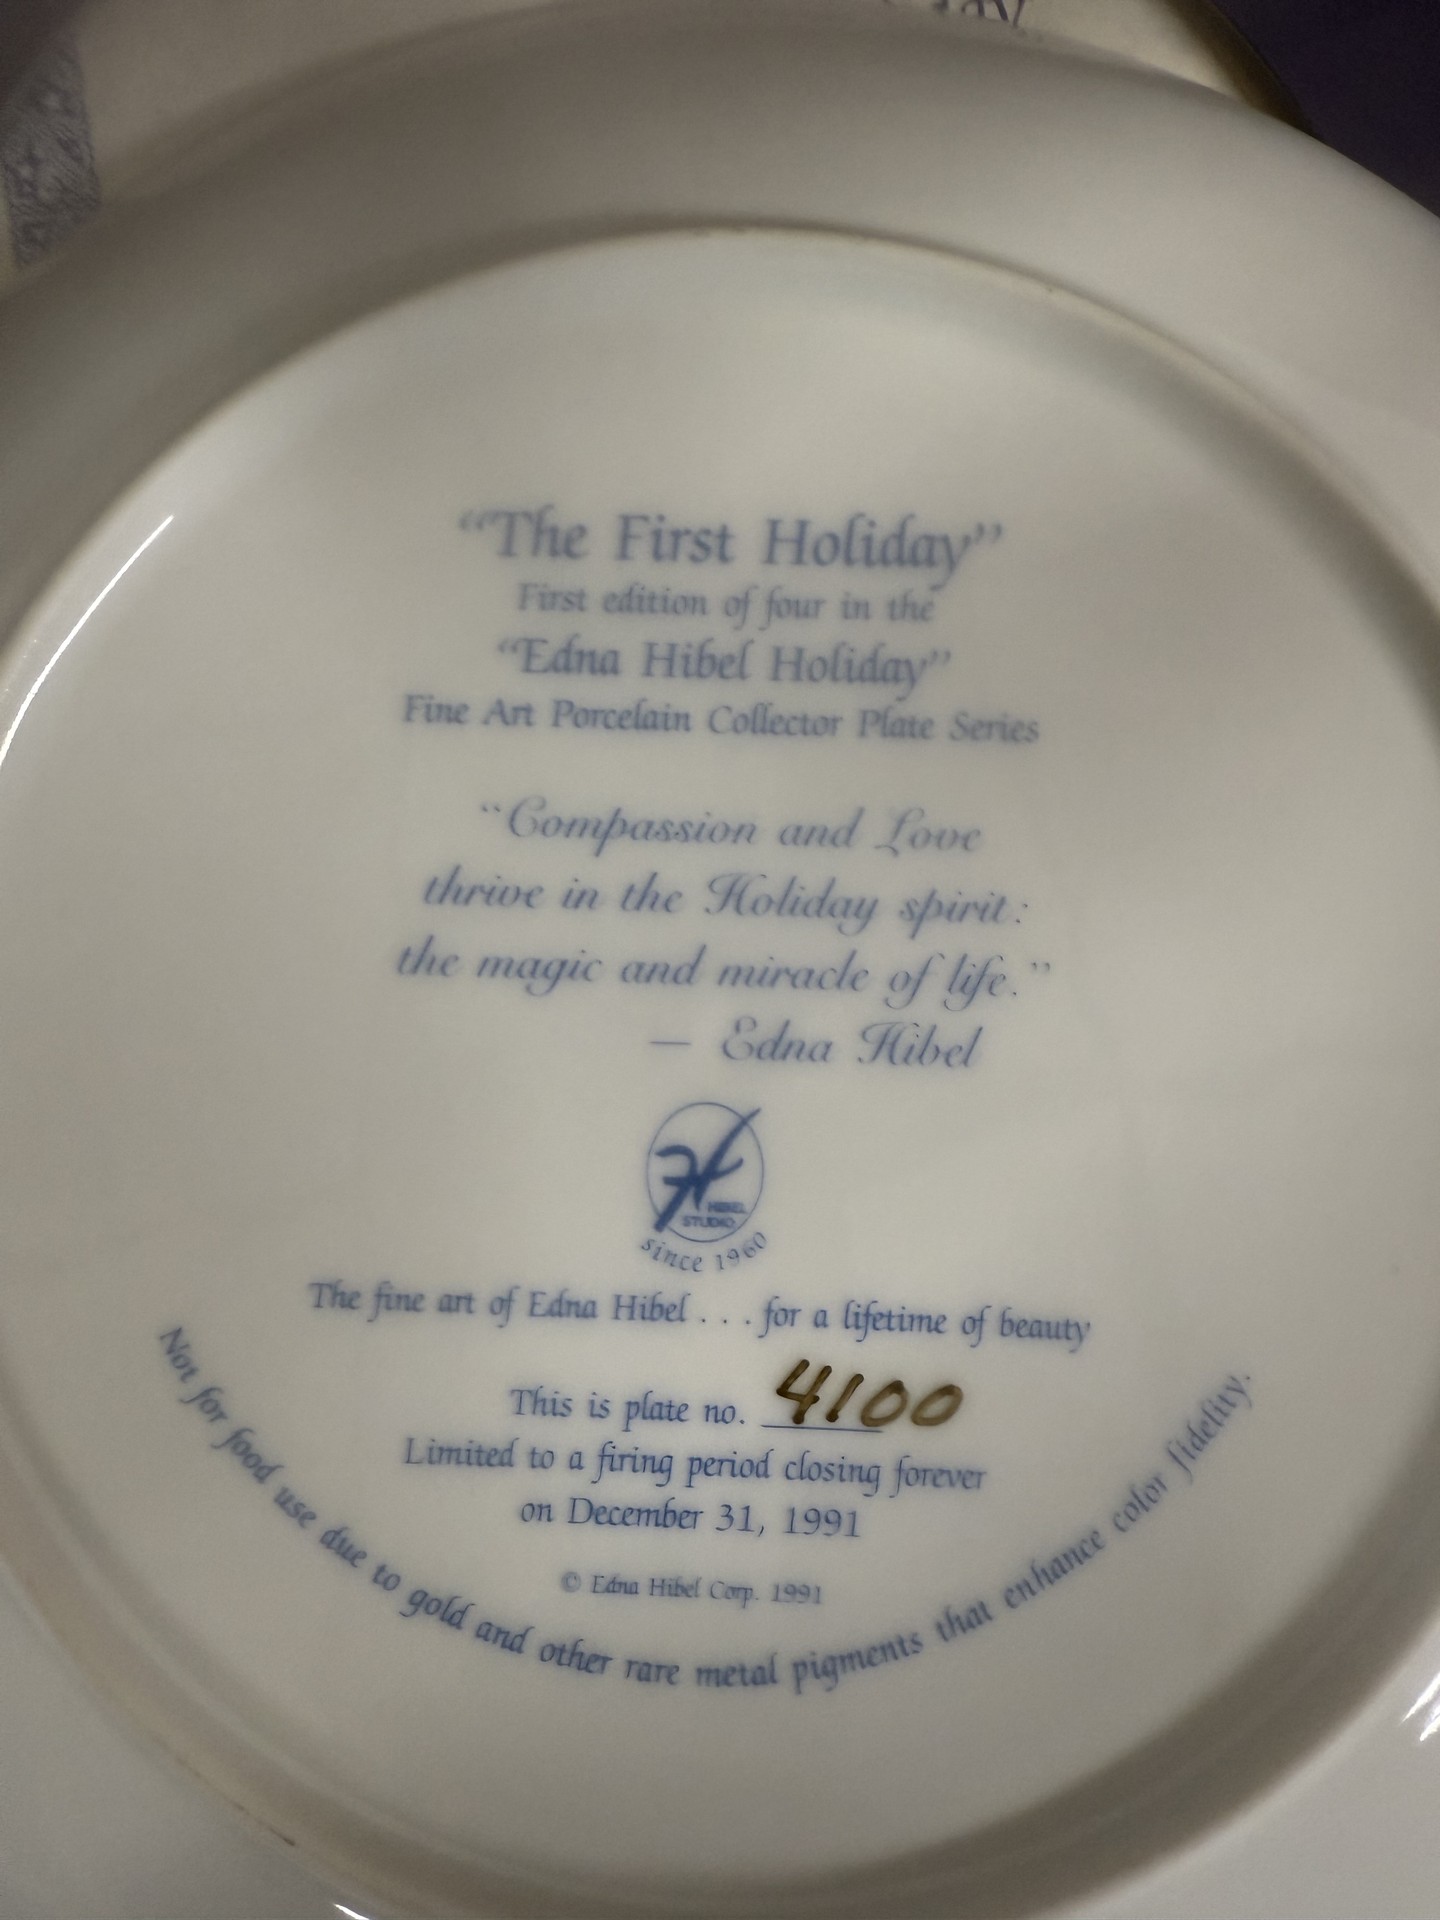 “The First Holiday”
First edition of four in the
“Edna Hibel Holiday”
Fine Art Porcelain Collector Plate Series
“Compassion and Love
thrive in the Holiday spirit:
the magic and miracle of life.”
— Edna Hibel
HIBEL
STUDIO
since 1960
The fine art of Edna Hibel . . . for a lifetime of beauty
This is plate no. 4100
Limited to a firing period closing forever
on December 31, 1991
© Edna Hibel Corp. 1991
Not for food use due to gold and other rare metal pigments that enhance color fidelity.